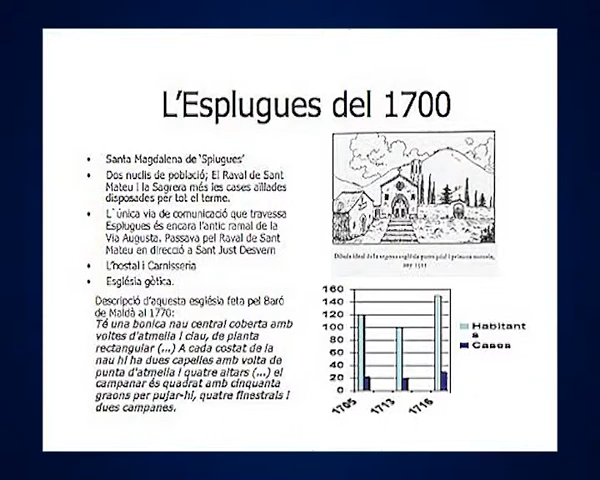 L'Esplugues del 1700
• Santa Magdalena de 'Splugues'
• Dos nuclis de població; El Raval de Sant
Mateu i la Sagrera més les cases aïllades
disposades per tot el terme.
• L`única via de comunicació que travessa
Esplugues és encara l'antic ramal de la
Via Augusta. Passava pel Raval de Sant
Mateu en direcció a Sant Just Desvern
• L'hostal i Carnisseria
• Església gòtica.
Descripció d'aquesta església feta pel Baró
de Maldà al 1770:
Té una bonica nau central coberta amb
voltes d'atmella i clau, de planta
rectangular (...) A cada costat de la
nau hi ha dues capelles amb volta de
punta d'atmella i quatre altars (...) el
campanar és quadrat amb cinquanta
graons per pujar-hi, quatre finestrals i
dues campanes.
160
140
120
100
80
60
40
20
0
1705
1713
1716
Habitant
s
Cases